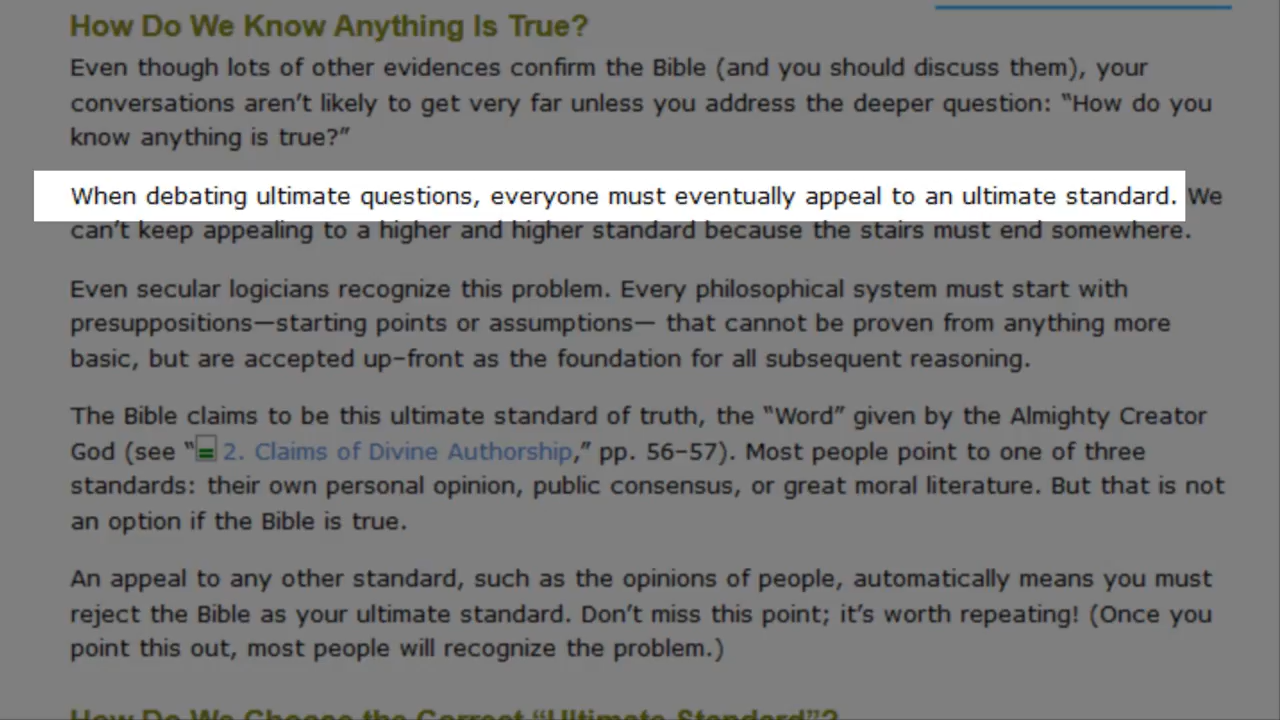 How Do We Know Anything Is True?
Even though lots of other evidences confirm the Bible (and you should discuss them), your
conversations aren’t likely to get very far unless you address the deeper question: “How do you
know anything is true?”
When debating ultimate questions, everyone must eventually appeal to an ultimate standard. We
can’t keep appealing to a higher and higher standard because the stairs must end somewhere.
Even secular logicians recognize this problem. Every philosophical system must start with
presuppositions—starting points or assumptions— that cannot be proven from anything more
basic, but are accepted up-front as the foundation for all subsequent reasoning.
The Bible claims to be this ultimate standard of truth, the “Word” given by the Almighty Creator
God (see “2. Claims of Divine Authorship,” pp. 56–57). Most people point to one of three
standards: their own personal opinion, public consensus, or great moral literature. But that is not
an option if the Bible is true.
An appeal to any other standard, such as the opinions of people, automatically means you must
reject the Bible as your ultimate standard. Don’t miss this point; it’s worth repeating! (Once you
point this out, most people will recognize the problem.)
How Do We Choose the Correct “Ultimate Standard”?